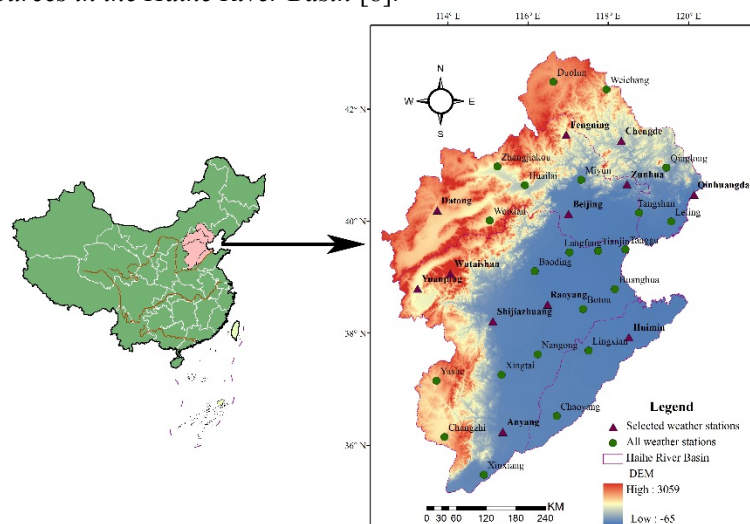 ources in the Haihe River Basin [6].
114°E 116°E 118°E 120°E
42°N
40°N
38°N
36°N
N
W E
S
Duolun
Weichang
Fengning
Chengde
Zhangjiakou
Qinglong
Huailai
Miyun
Zunhua
Qinhuangda
Datong
Beijing
Tangshan
Weixian
Leting
Langfang
Tianjin
Tanggu
Wutaishan
Baoding
Yuanping
Huanghua
Raoyang
Botou
Shijiazhuang
Huimin
Nangong
Lingxian
Xingtai
Yushe
Chaoyang
Anyang
Changzhi
Xinxiang
Legend
Selected weather stations
All weather stations
Haihe River Basin
DEM
High : 3059
Low : -65
KM
0 30 60 120 180 240